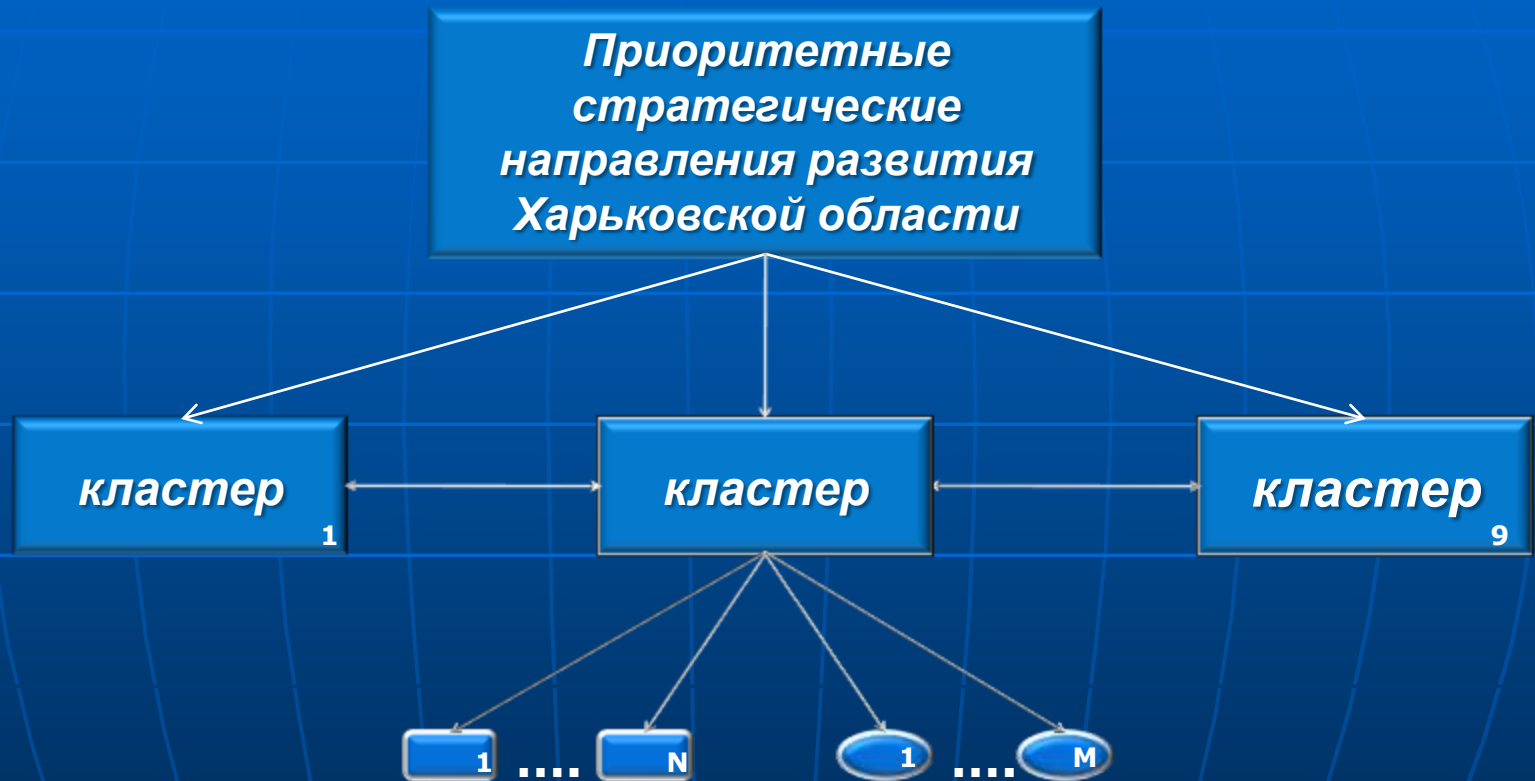 Приоритетные
стратегические
направления развития
Харьковской области
кластер
1
кластер
кластер
9
1 .... N 1 .... M